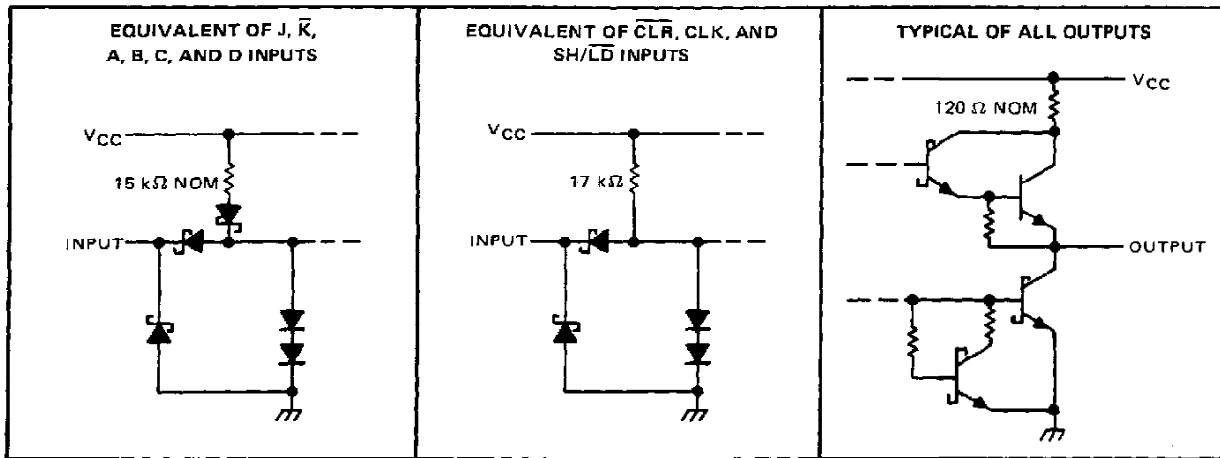 EQUIVALENT OF J, K̅,
A, B, C, AND D INPUTS
VCC
15 kΩ NOM
INPUT
EQUIVALENT OF C̅L̅R̅, CLK, AND
SH/L̅D̅ INPUTS
VCC
17 kΩ
INPUT
TYPICAL OF ALL OUTPUTS
VCC
120 Ω NOM
OUTPUT